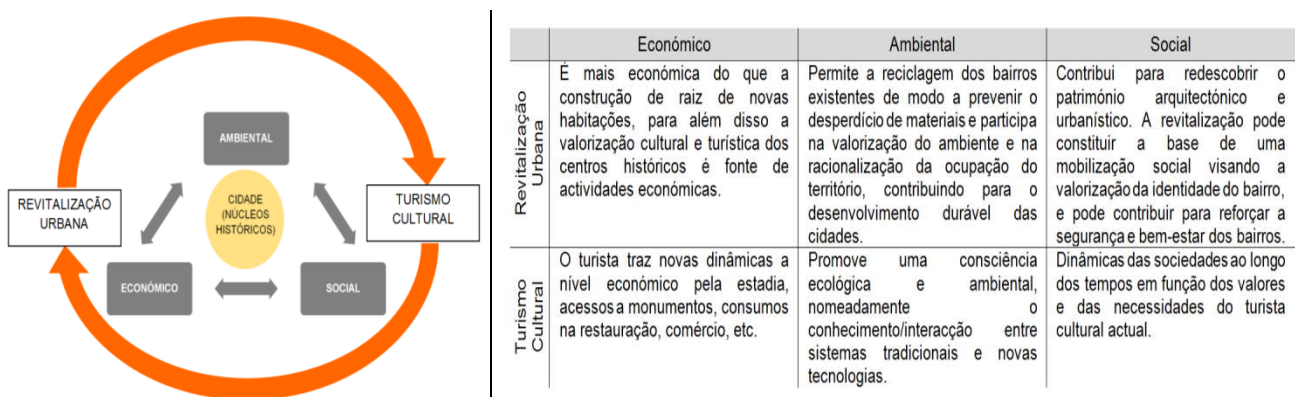 AMBIENTAL
REVITALIZAÇÃO
URBANA
CIDADE
(NÚCLEOS
HISTÓRICOS)
TURISMO
CULTURAL
ECONÓMICO
SOCIAL
Económico
Ambiental
Social
Revitalização
Urbana
É mais económica do que a
construção de raiz de novas
habitações, para além disso a
valorização cultural e turística dos
centros históricos é fonte de
actividades económicas.
Permite a reciclagem dos bairros
existentes de modo a prevenir o
desperdício de materiais e participa
na valorização do ambiente e na
racionalização da ocupação do
território, contribuindo para o
desenvolvimento durável das
cidades.
Contribui para redescobrir o
património arquitectónico e
urbanístico. A revitalização pode
constituir a base de uma
mobilização social visando a
valorização da identidade do bairro,
e pode contribuir para reforçar a
segurança e bem-estar dos bairros.
Turismo
Cultural
O turista traz novas dinâmicas a
nível económico pela estadia,
acessos a monumentos, consumos
na restauração, comércio, etc.
Promove uma consciência
ecológica e ambiental,
nomeadamente o
conhecimento/interacção entre
sistemas tradicionais e novas
tecnologias.
Dinâmicas das sociedades ao longo
dos tempos em função dos valores
e das necessidades do turista
cultural actual.